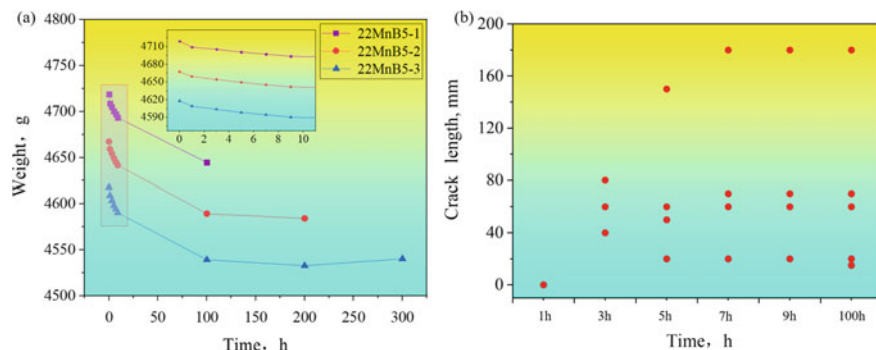 (a)
4800
4750
4700
4650
4600
4550
4500
Weight, g
0 50 100 150 200 250 300
Time, h
4710
4680
4650
4620
4590
0 2 4 6 8 10
22MnB5-1
22MnB5-2
22MnB5-3
(b)
200
160
120
80
40
0
Crack length, mm
1h 3h 5h 7h 9h 100h
Time, h